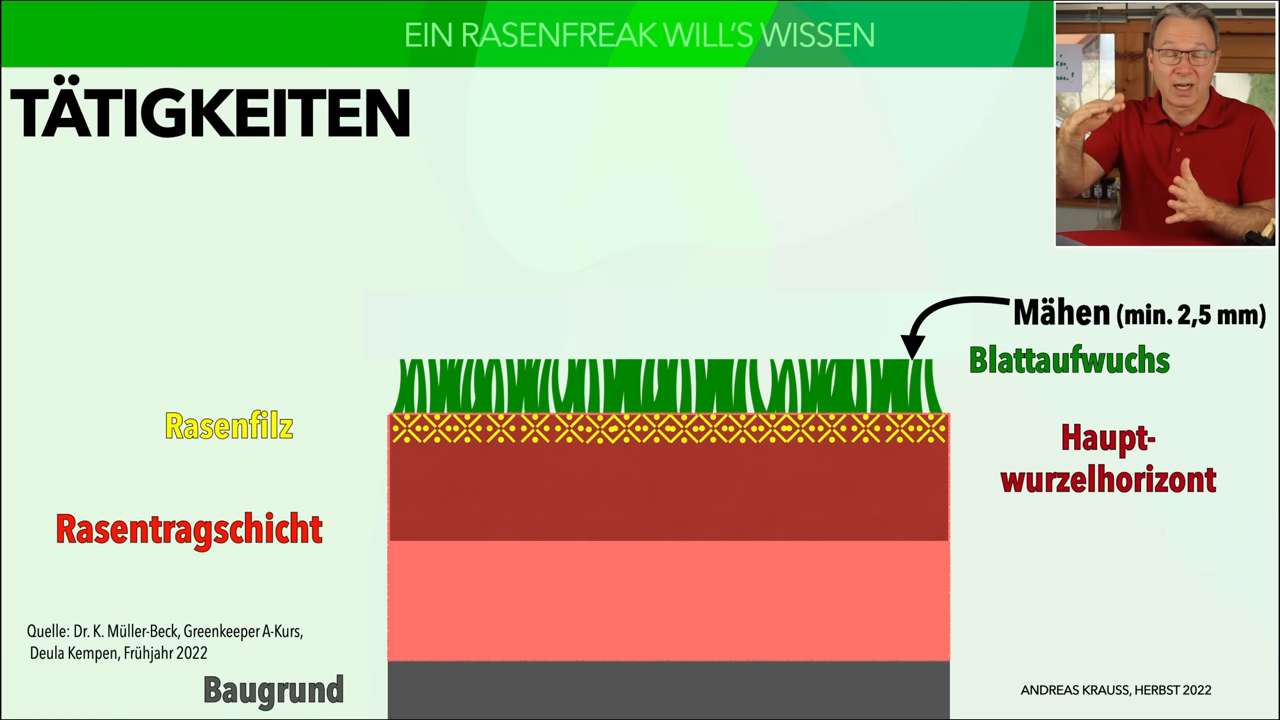 EIN RASENFREAK WILL'S WISSEN
TÄTIGKEITEN
Mähen (min. 2,5 mm)
Blattaufwuchs
Rasenfilz
Haupt-
wurzelhorizont
Rasentragschicht
Quelle: Dr. K. Müller-Beck, Greenkeeper A-Kurs,
Deula Kempen, Frühjahr 2022
Baugrund
ANDREAS KRAUSS, HERBST 2022